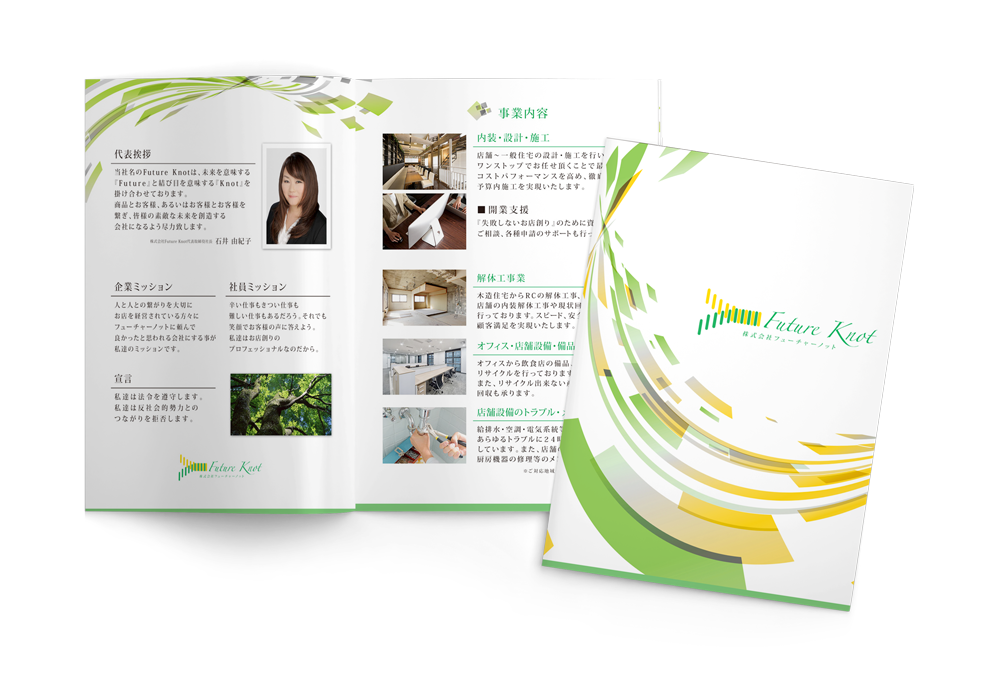 代表挨拶
当社名のFuture Knotは、未来を意味する
『Future』と結び目を意味する『Knot』を
掛け合わせております。
商品とお客様、あるいはお客様とお客様を
繋ぎ、皆様の素敵な未来を創造する
会社になるよう尽力致します。
株式会社Future Knot代表取締役社長 石井 由紀子
企業ミッション
人と人との繋がりを大切に
お店を経営されている方々に
フューチャーノットに頼んで
良かったと思われる会社にする事が
私達のミッションです。
社員ミッション
辛い仕事もきつい仕事も
難しい仕事もあるだろう。それでも
笑顔でお客様の声に答えよう。
私達はお店創りの
プロフェッショナルなのだから。
宣言
私達は法令を遵守します。
私達は反社会的勢力との
つながりを拒否します。
Future Knot
株式会社フューチャーノット
事業内容
内装・設計・施工
店舗～一般住宅の設計・施工を行い
ワンストップでお任せ頂くことで最
コストパフォーマンスを高め、徹底
予算内施工を実現いたします。
■開業支援
『失敗しないお店創り』のために資
ご相談、各種申請のサポートも行っ
解体工事業
木造住宅からRCの解体工事、
店舗の内装解体工事や現状回
行っております。スピード、安全
顧客満足を実現いたします。
オフィス・店舗設備・備品
オフィスから飲食店の備品、
リサイクルを行っております
また、リサイクル出来ない
回収も承ります。
店舗設備のトラブル・
給排水・空調・電気系統
あらゆるトラブルに24時
しています。また、店舗
厨房機器の修理等のメン
※ご対応地域
Future Knot
株式会社フューチャーノット